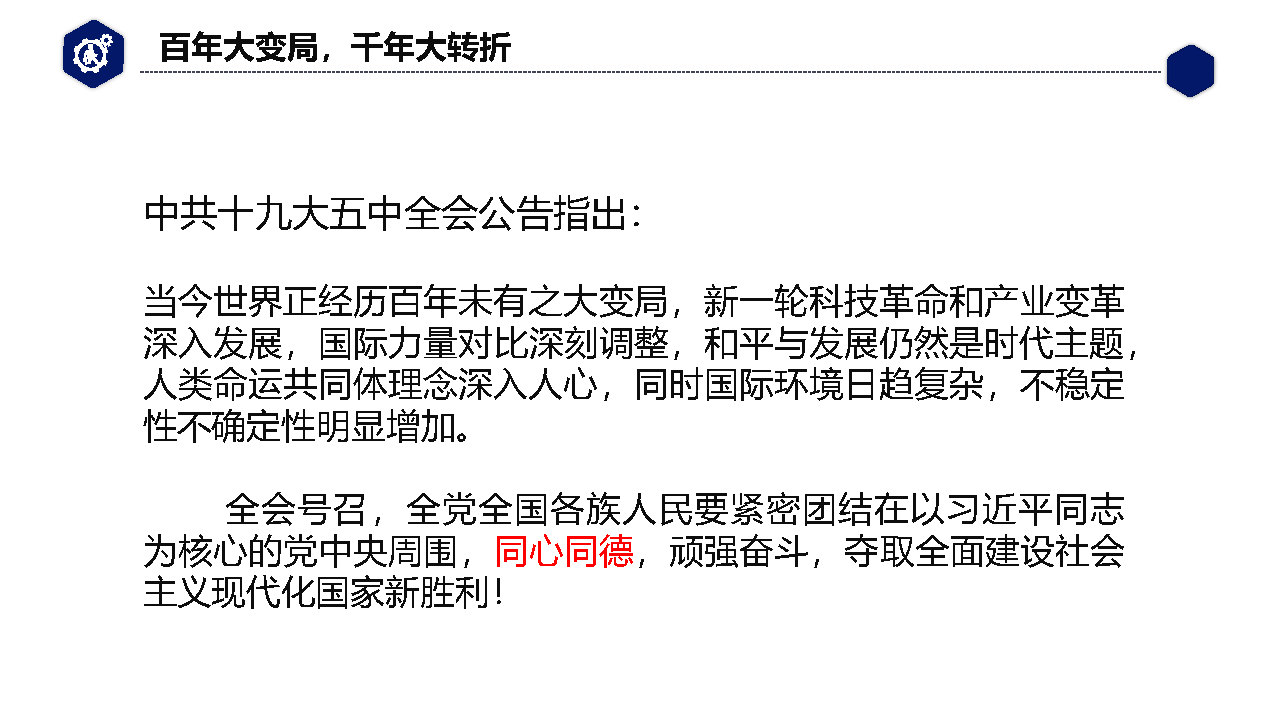 百年大变局，千年大转折
中共十九大五中全会公告指出：
当今世界正经历百年未有之大变局，新一轮科技革命和产业变革
深入发展，国际力量对比深刻调整，和平与发展仍然是时代主题，
人类命运共同体理念深入人心，同时国际环境日趋复杂，不稳定
性不确定性明显增加。
全会号召，全党全国各族人民要紧密团结在以习近平同志
为核心的党中央周围，同心同德，顽强奋斗，夺取全面建设社会
主义现代化国家新胜利！